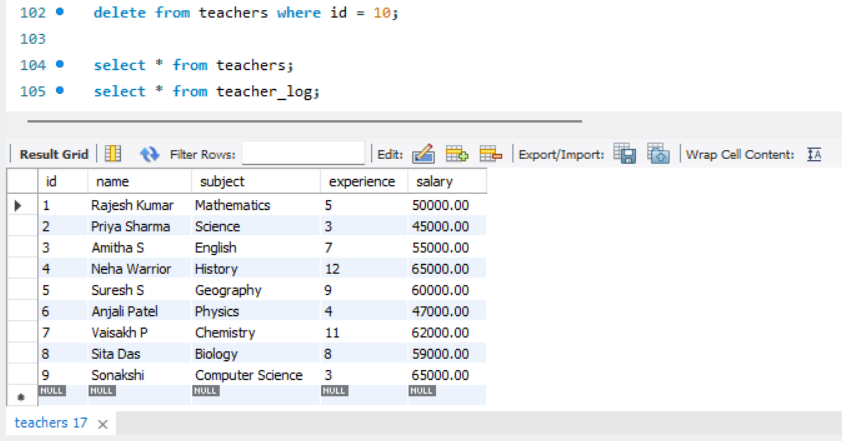 102 delete from teachers where id = 10;
103
104 select * from teachers;
105 select * from teacher_log;
Result Grid Filter Rows: Edit: Export/Import: Wrap Cell Content: IA
id name subject experience salary
1 Rajesh Kumar Mathematics 5 50000.00
2 Priya Sharma Science 3 45000.00
3 Amitha S English 7 55000.00
4 Neha Warrior History 12 65000.00
5 Suresh S Geography 9 60000.00
6 Anjali Patel Physics 4 47000.00
7 Vaisakh P Chemistry 11 62000.00
8 Sita Das Biology 8 59000.00
9 Sonakshi Computer Science 3 65000.00
NULL NULL NULL NULL NULL
teachers 17